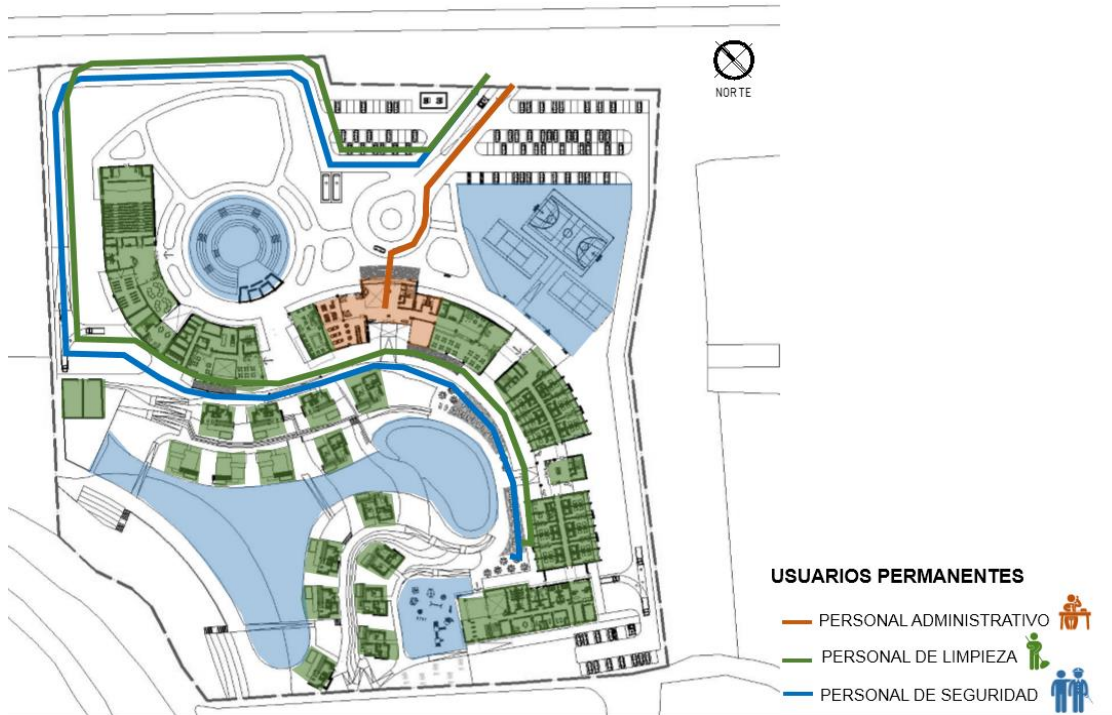 NORTE
USUARIOS PERMANENTES
PERSONAL ADMINISTRATIVO
PERSONAL DE LIMPIEZA
PERSONAL DE SEGURIDAD